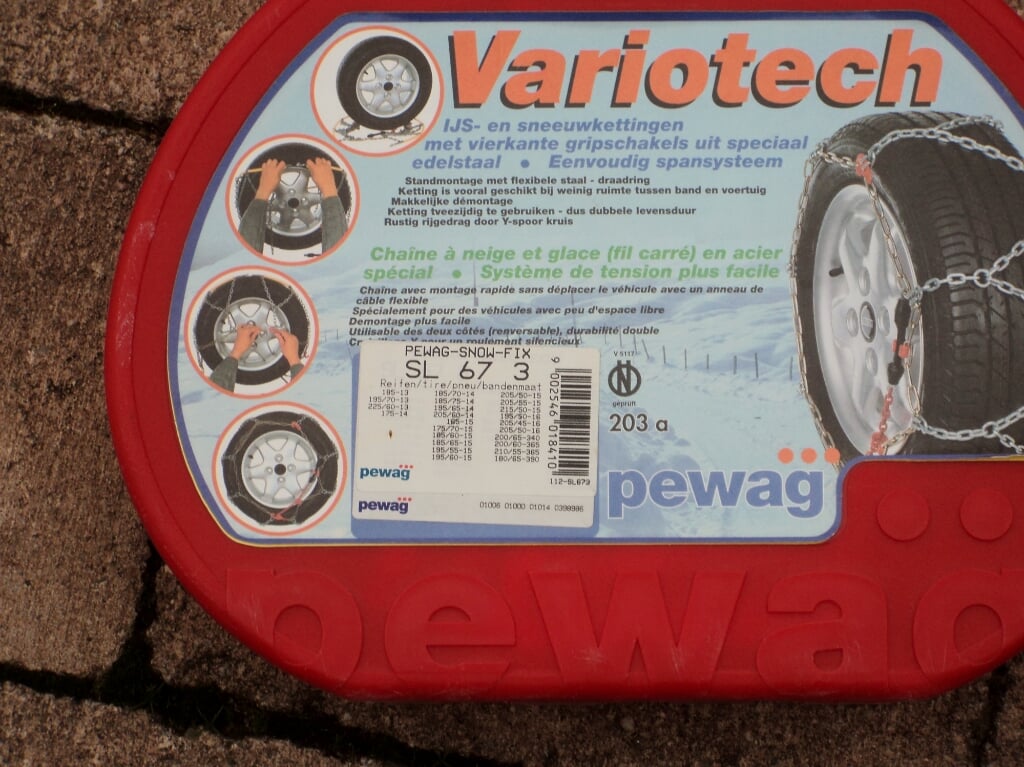 Variotech
IJS- en sneeuwkettingen
met vierkante gripschakels uit speciaal
edelstaal • Eenvoudig spansysteem
Standmontage met flexibele staal - draadring
Ketting is vooral geschikt bij weinig ruimte tussen band en voertuig
Makkelijke démontage
Ketting tweezijdig te gebruiken - dus dubbele levensduur
Rustig rijgedrag door Y-spoor kruis
Chaîne à neige et glace (fil carré) en acier
spécial • Système de tension plus facile
Chaîne avec montage rapide sans déplacer le véhicule avec un anneau de
câble flexible
Spécialement pour des véhicules avec peu d'espace libre
Demontage plus facile
Utilisable des deux côtés (renversable), durabilité double
Y pour un roulement silencieux
PEWAG-SNOW-FIX
SL 67 3
Reifen/tire/pneu/bandenmaat
185-13 185/70-14 205/50-15
195/70-13 185/75-14 205/55-15
225/60-13 195/65-14 215/50-15
175-14 205/60-14 195/50-16
165-15 205/45-16
175/70-15 205/50-16
185/60-15 200/65-340
185/65-15 200/60-365
195/55-15 210/55-365
195/60-15 180/65-390
9 002546 018410
112-SL673
pewag
pewag
01006 01000 01014 0398986
V 5117
N
geprüft
203 a
pewag
pewag